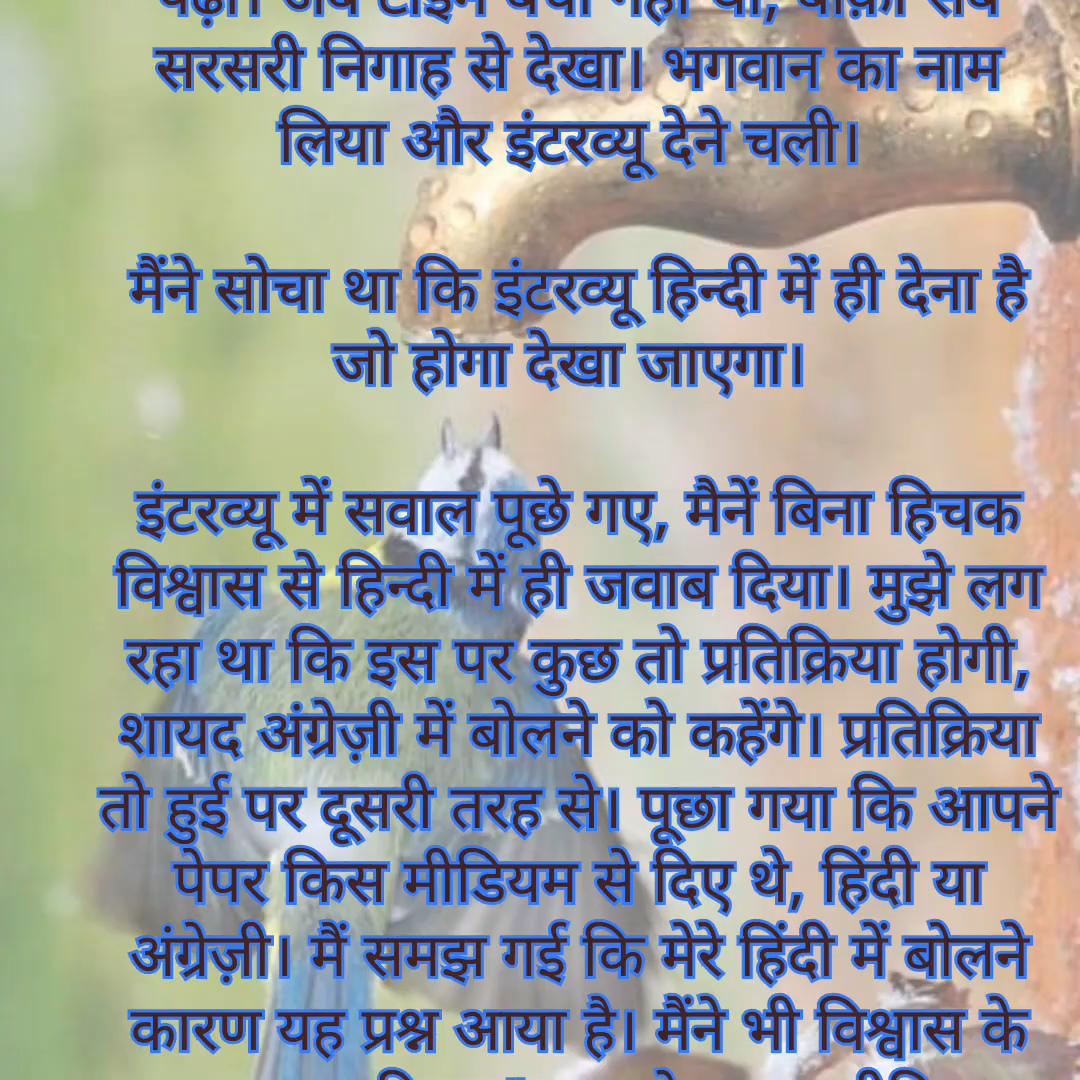 सरसरी निगाह से देखा। भगवान का नाम
लिया और इंटरव्यू देने चली।
मैंने सोचा था कि इंटरव्यू हिन्दी में ही देना है
जो होगा देखा जाएगा।
इंटरव्यू में सवाल पूछे गए, मैनें बिना हिचक
विश्वास से हिन्दी में ही जवाब दिया। मुझे लग
रहा था कि इस पर कुछ तो प्रतिक्रिया होगी,
शायद अंग्रेज़ी में बोलने को कहेंगे। प्रतिक्रिया
तो हुई पर दूसरी तरह से। पूछा गया कि आपने
पेपर किस मीडियम से दिए थे, हिंदी या
अंग्रेज़ी। मैं समझ गई कि मेरे हिंदी में बोलने
कारण यह प्रश्न आया है। मैंने भी विश्वास के